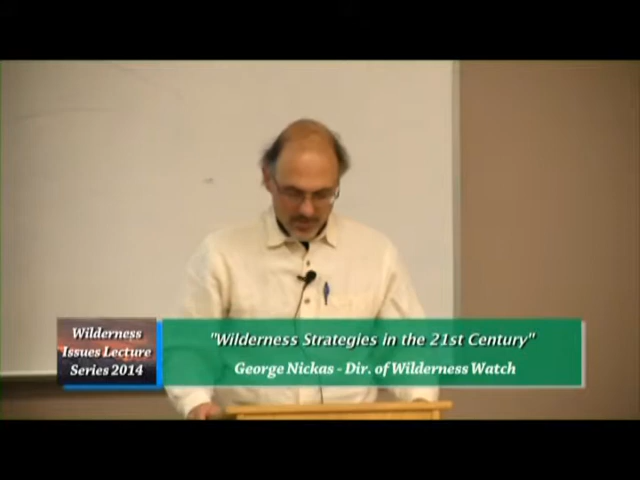 Wilderness
Issues Lecture
Series 2014
"Wilderness Strategies in the 21st Century"
George Nickas - Dir. of Wilderness Watch